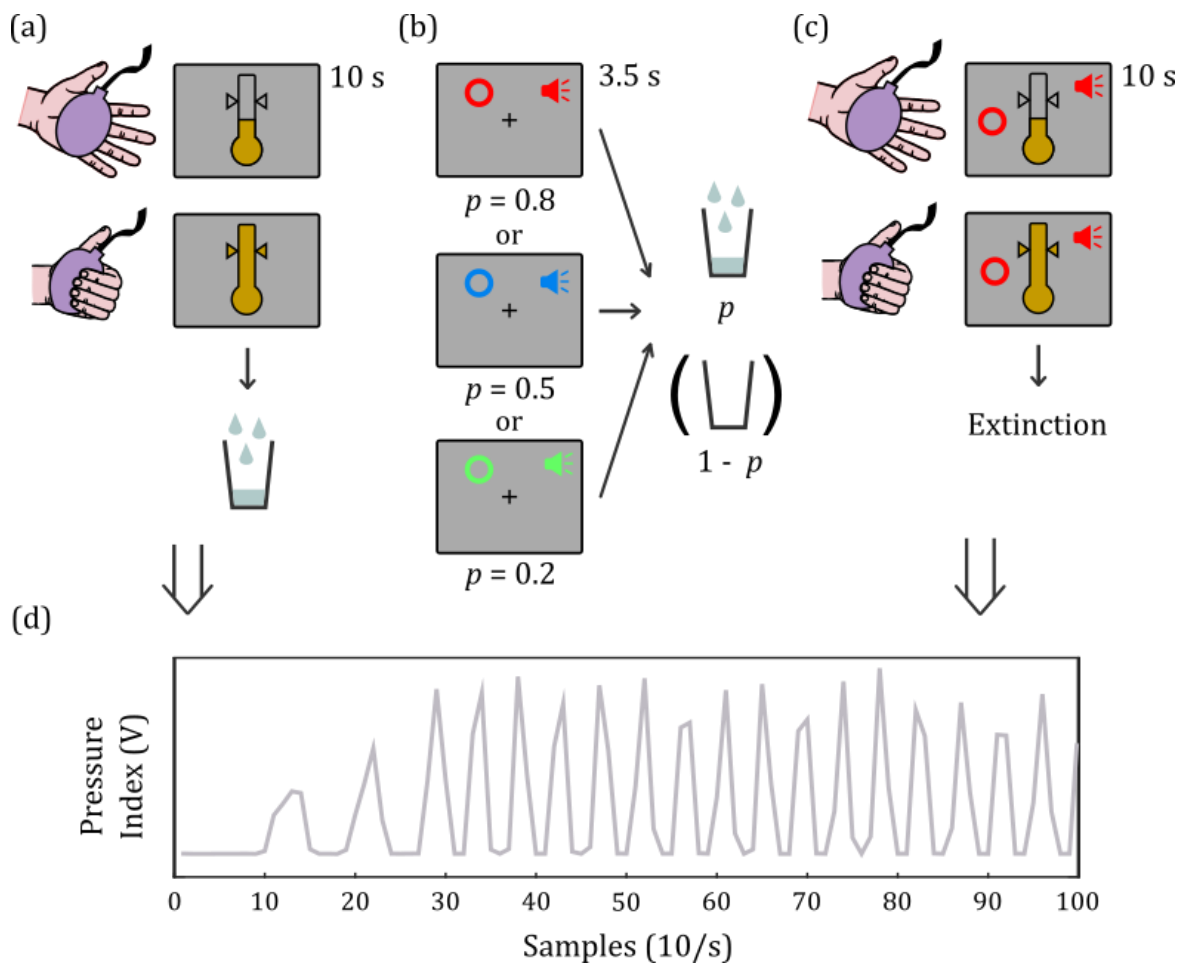 (a)
10 s
(b)
3.5 s
+
p = 0.8
or
+
p = 0.5
or
+
p = 0.2
p
( )
1 - p
(c)
10 s
Extinction
(d)
Pressure
Index (V)
0 10 20 30 40 50 60 70 80 90 100
Samples (10/s)